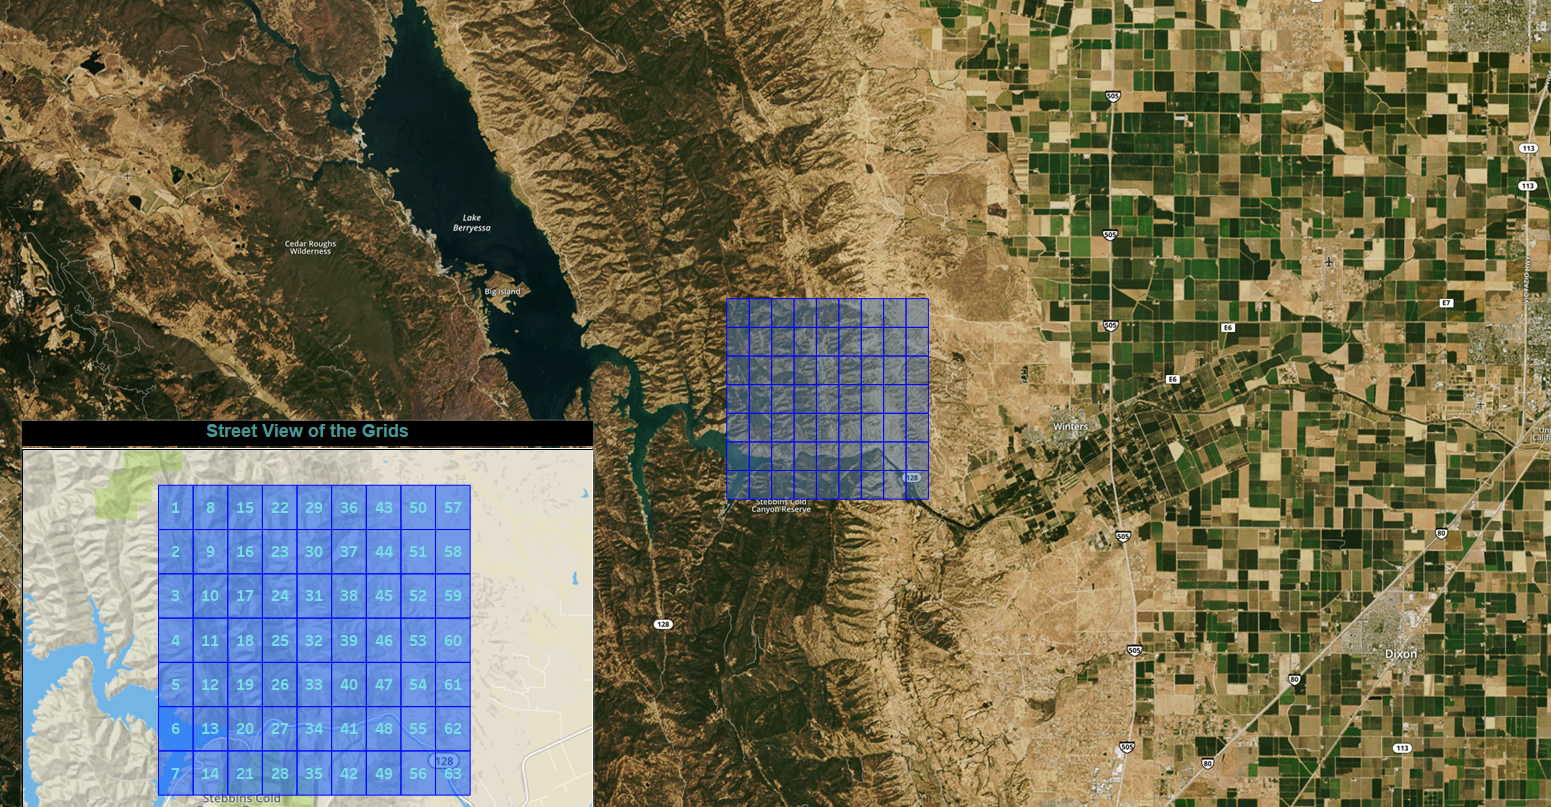 505
113
113
Lake
Berryessa
Cedar Roughs
Wilderness
505
Big Island
E7
505
E6
E6
Winters
Street View of the Grids
128
Stebbins Cold
Canyon Reserve
1 8 15 22 29 36 43 50 57
2 9 16 23 30 37 44 51 58
3 10 17 24 31 38 45 52 59
4 11 18 25 32 39 46 53 60
5 12 19 26 33 40 47 54 61
6 13 20 27 34 41 48 55 62
7 14 21 28 35 42 49 56 63
128
Stebbins Cold
80
505
128
505
Dixon
80
505
113
80